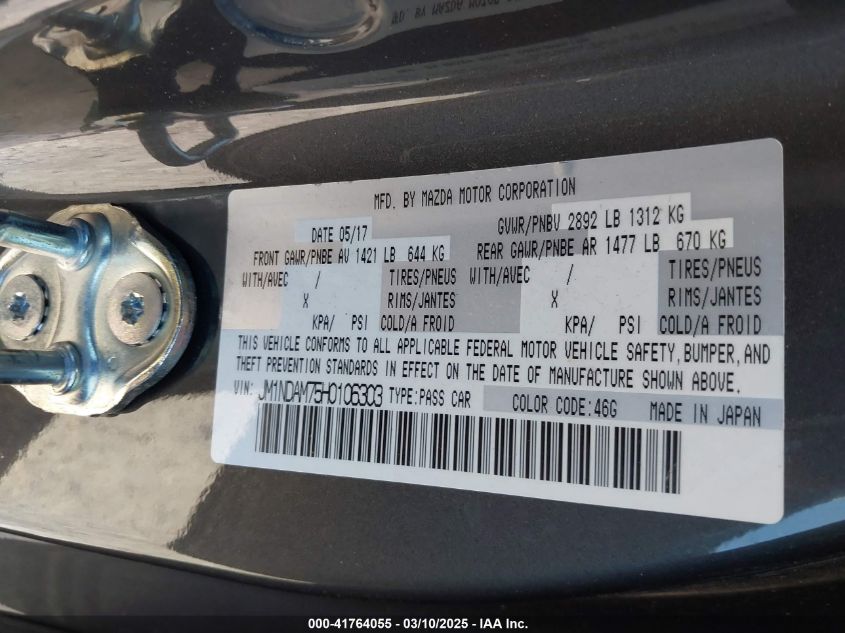 MFD. BY MAZDA MOTOR CORPORATION
DATE 05/17 GVWR/PNBV 2892 LB 1312 KG
FRONT GAWR/PNBE AV 1421 LB 644 KG REAR GAWR/PNBE AR 1477 LB 670 KG
WITH/AVEC / TIRES/PNEUS WITH/AVEC / TIRES/PNEUS
X RIMS/JANTES X RIMS/JANTES
KPA/ PSI COLD/A FROID KPA/ PSI COLD/A FROID
THIS VEHICLE CONFORMS TO ALL APPLICABLE FEDERAL MOTOR VEHICLE SAFETY, BUMPER, AND
THEFT PREVENTION STANDARDS IN EFFECT ON THE DATE OF MANUFACTURE SHOWN ABOVE.
VIN: JM1NDAM75H0106303 TYPE:PASS CAR COLOR CODE:46G MADE IN JAPAN
000-41764055 - 03/10/2025 - IAA Inc.